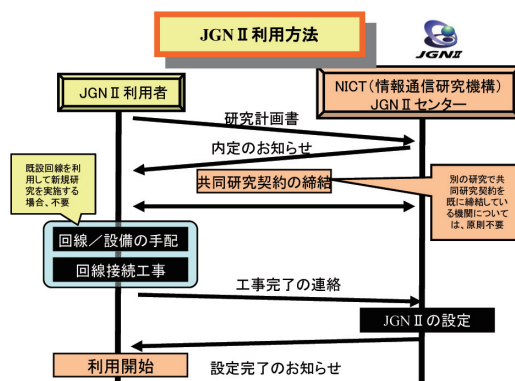 JGNⅡ利用方法
JGNⅡ
JGNⅡ利用者
NICT(情報通信研究機構)
JGNⅡセンター
研究計画書
内定のお知らせ
既設回線を利
用して新規研
究を実施する
場合、不要
共同研究契約の締結
別の研究で共
同研究契約を
既に締結してい
る機関について
は、原則不要
回線/設備の手配
回線接続工事
工事完了の連絡
JGNⅡの設定
利用開始
設定完了のお知らせ